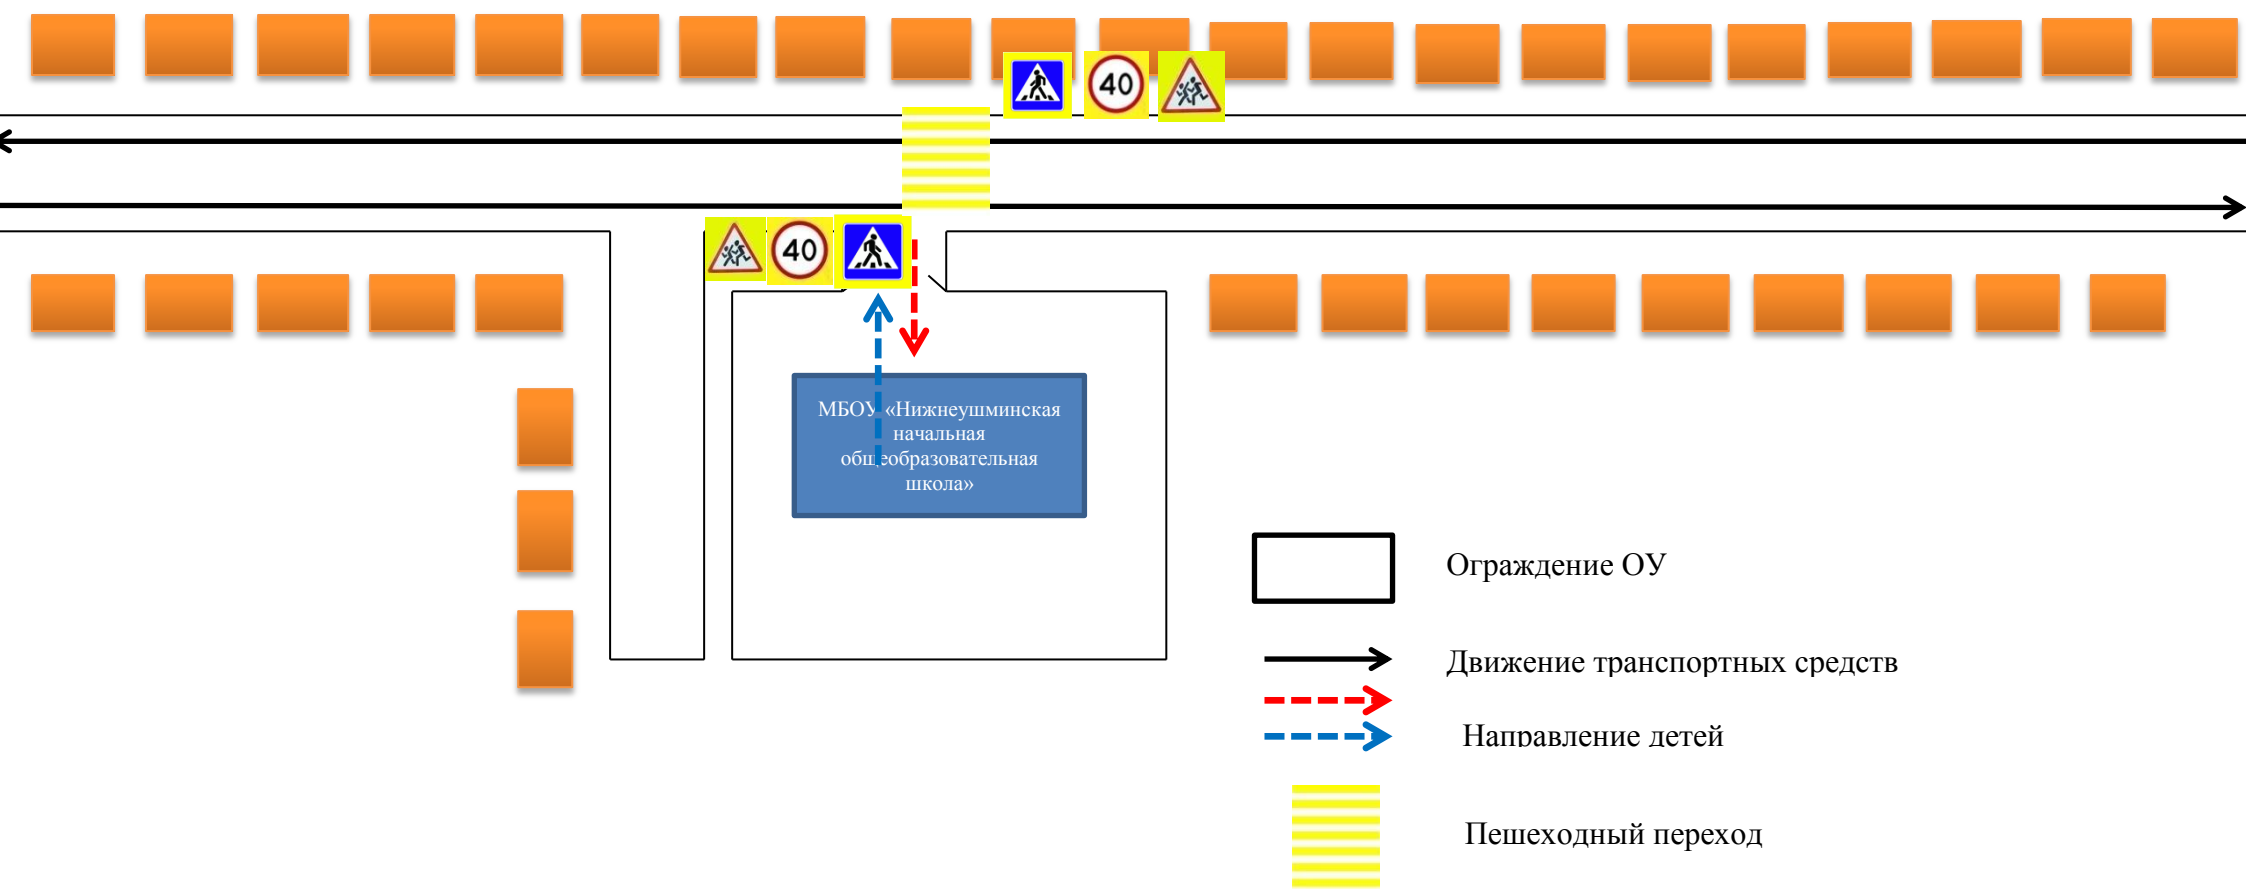 40
40
МБОУ «Нижнеушминская
начальная
общеобразовательная
школа»
Ограждение ОУ
Движение транспортных средств
Направление детей
Пешеходный переход